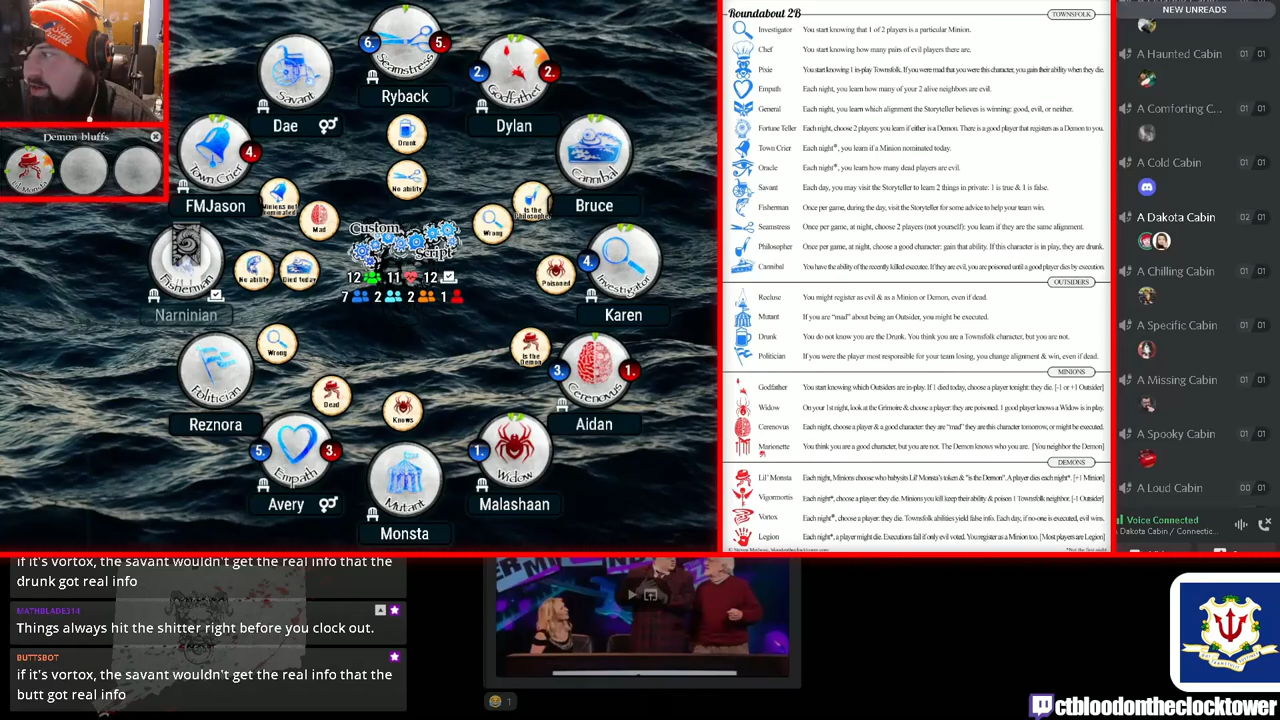 Demon bluffs
Lil' Monsta
SAVANT
Dae
6.
SEAMSTRESS
5.
Ryback
2.
GODFATHER
2.
Dylan
TOWN CRIER
4.
FMJason
CANNIBAL
Bruce
Drunk
No ability
Minions not nominated
Mad
Is the Philosopher
Wrong
Custom
Script
12 11 12
7 2 2 1
FISHERMAN
Narninian
No ability
Died today
4.
INVESTIGATOR
Karen
Poisoned
POLITICIAN
Reznora
Wrong
Is the Demon
3.
CERENOVUS
1.
Aidan
Dead
Knows
5.
EMPATH
3.
Avery
MUTANT
Monsta
1.
WIDOW
Malashaan
Roundabout 2B
TOWNSFOLK
Investigator You start knowing that 1 of 2 players is a particular Minion.
Chef You start knowing how many pairs of evil players there are.
Pixie You start knowing 1 in-play Townsfolk. If you were mad that you were this character, you gain their ability when they die.
Empath Each night, you learn how many of your 2 alive neighbors are evil.
General Each night, you learn which alignment the Storyteller believes is winning: good, evil, or neither.
Fortune Teller Each night, choose 2 players: you learn if either is a Demon. There is a good player that registers as a Demon to you.
Town Crier Each night*, you learn if a Minion nominated today.
Oracle Each night*, you learn how many dead players are evil.
Savant Each day, you may visit the Storyteller to learn 2 things in private: 1 is true & 1 is false.
Fisherman Once per game, during the day, visit the Storyteller for some advice to help your team win.
Seamstress Once per game, at night, choose 2 players (not yourself): you learn if they are the same alignment.
Philosopher Once per game, at night, choose a good character: gain that ability. If this character is in play, they are drunk.
Cannibal You have the ability of the recently killed executee. If they are evil, you are poisoned until a good player dies by execution.
OUTSIDERS
Recluse You might register as evil & as a Minion or Demon, even if dead.
Mutant If you are "mad" about being an Outsider, you might be executed.
Drunk You do not know you are the Drunk. You think you are a Townsfolk character, but you are not.
Politician If you were the player most responsible for your team losing, you change alignment & win, even if dead.
MINIONS
Godfather You start knowing which Outsiders are in-play. If 1 died today, choose a player tonight: they die. [-1 or +1 Outsider]
Widow On your 1st night, look at the Grimoire & choose a player: they are poisoned. 1 good player knows a Widow is in play.
Cerenovus Each night, choose a player & a good character: they are "mad" they are this character tomorrow, or might be executed.
Marionette You think you are a good character, but you are not. The Demon knows who you are. [You neighbor the Demon]
DEMONS
Lil' Monsta Each night, Minions choose who babysits Lil' Monsta's token & "is the Demon". A player dies each night*. [+1 Minion]
Vigormortis Each night*, choose a player: they die. Minions you kill keep their ability & poison 1 Townsfolk neighbor. [-1 Outsider]
Vortox Each night*, choose a player: they die. Townsfolk abilities yield false info. Each day, if no-one is executed, evil wins.
Legion Each night*, a player might die. Executions fail if only evil voted. You register as a Minion too. [Most players are Legion]
*Not the first night
NEW UNREADS
A Haunted Cabin 01 01
A Comforting C... 01 01
A Cold Cabin 01 01
A Dakota Cabin 02 01
A Chilling Cabin 01 01
A Specific Cabin 01 01
A Missing Cabin 01 01
A Spooky Cabin 01 01
A Loud Cabin 00 01
Voice Connected
Dakota Cabin / Connectic...
if it's vortox, the savant wouldn't get the real info that the
drunk got real info
MATHBLADE314
Things always hit the shitter right before you clock out.
BUTTSBOT
if it's vortox, the savant wouldn't get the real info that the
butt got real info
1
ctbloodontheclocktower